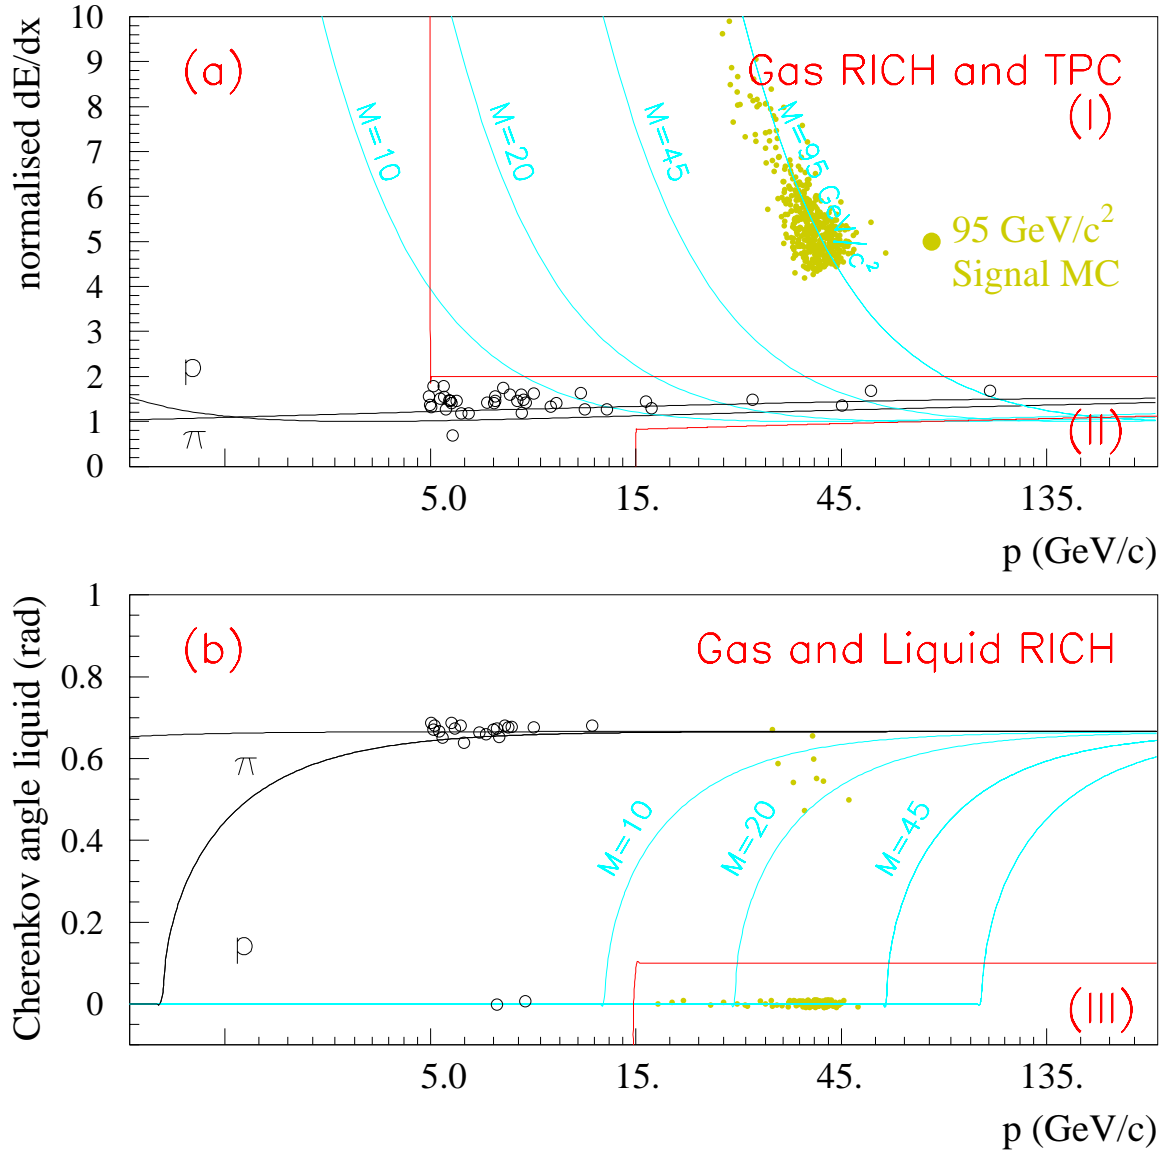 normalised dE/dx
10
9
8
7
6
5
4
3
2
1
0
(a)
Gas RICH and TPC
(I)
M=10
M=20
M=45
M=95 GeV/c²
95 GeV/c²
Signal MC
p
π
(II)
5.0
15.
45.
135.
p (GeV/c)
Cherenkov angle liquid (rad)
1
0.8
0.6
0.4
0.2
0
(b)
Gas and Liquid RICH
π
p
M=10
M=20
M=45
(III)
5.0
15.
45.
135.
p (GeV/c)